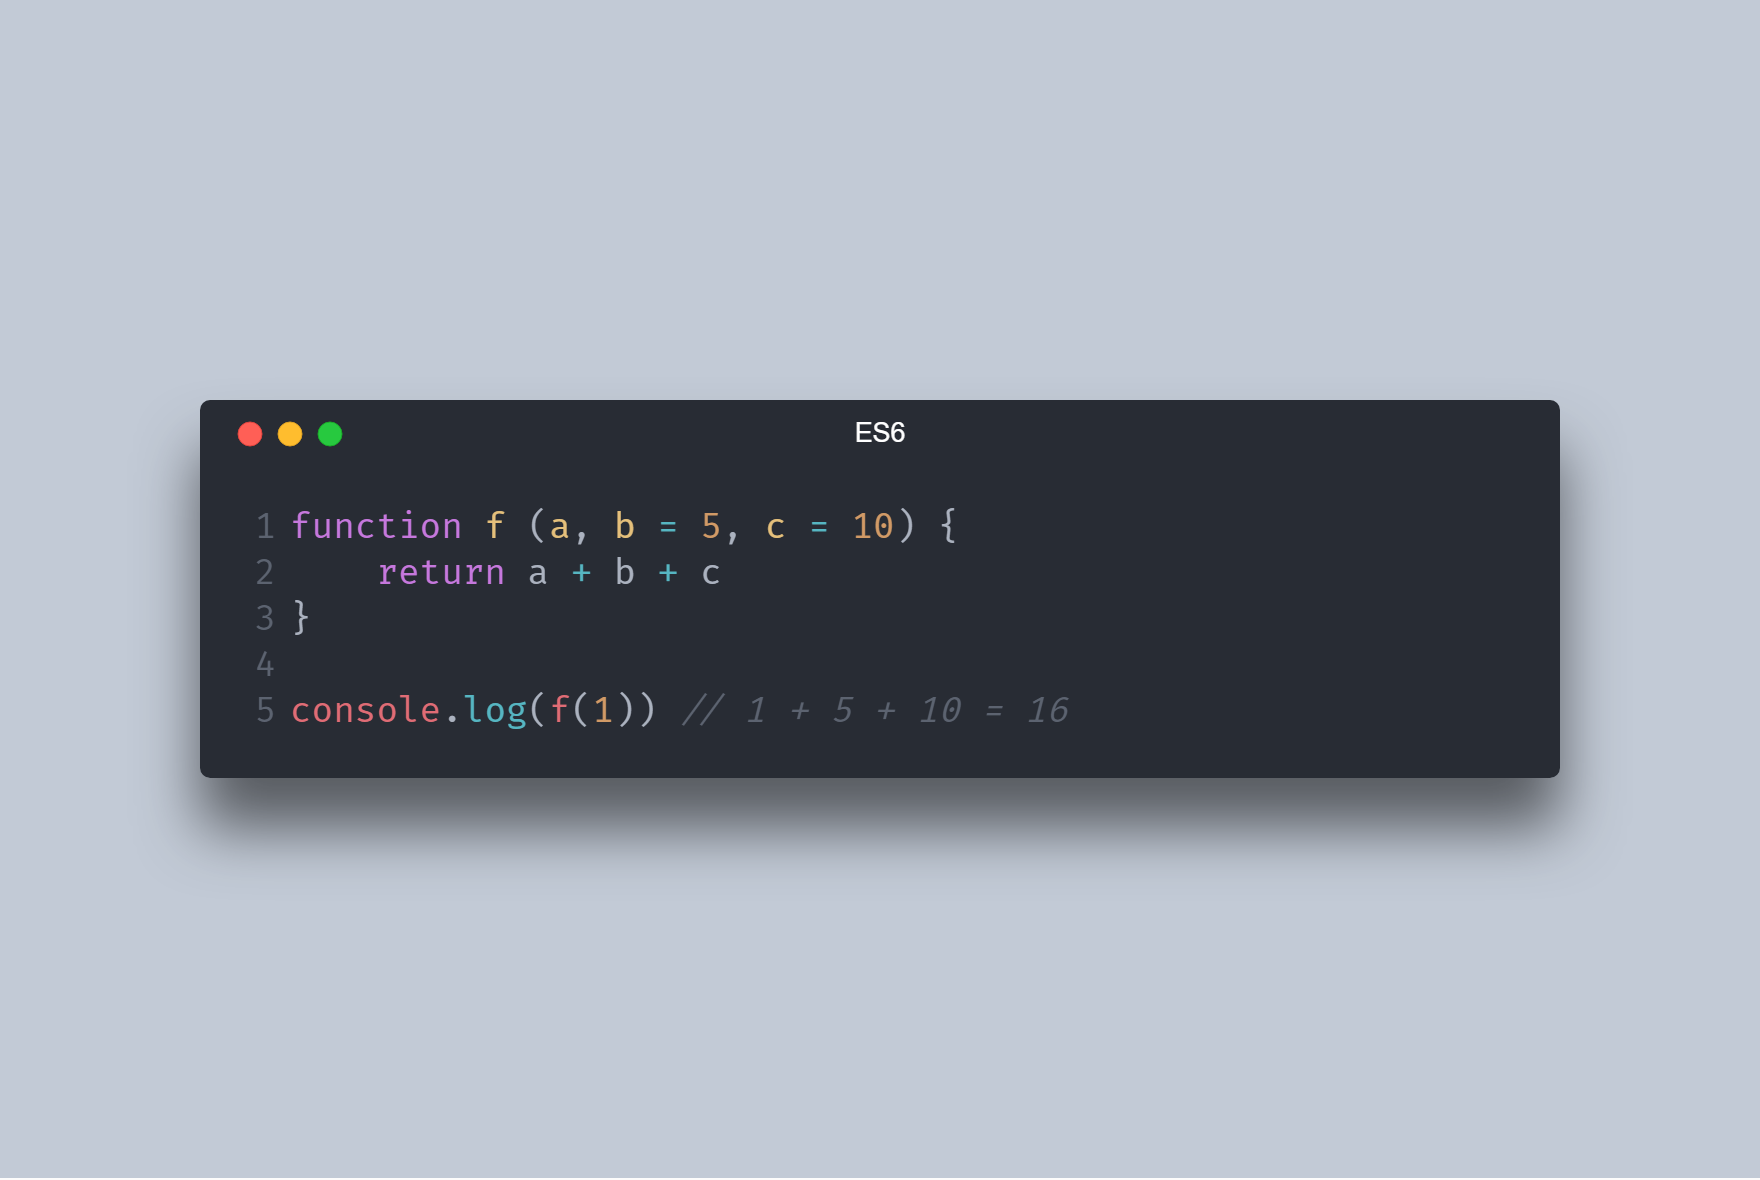 ES6
1 function f (a, b = 5, c = 10) {
2     return a + b + c
3 }
4
5 console.log(f(1)) // 1 + 5 + 10 = 16